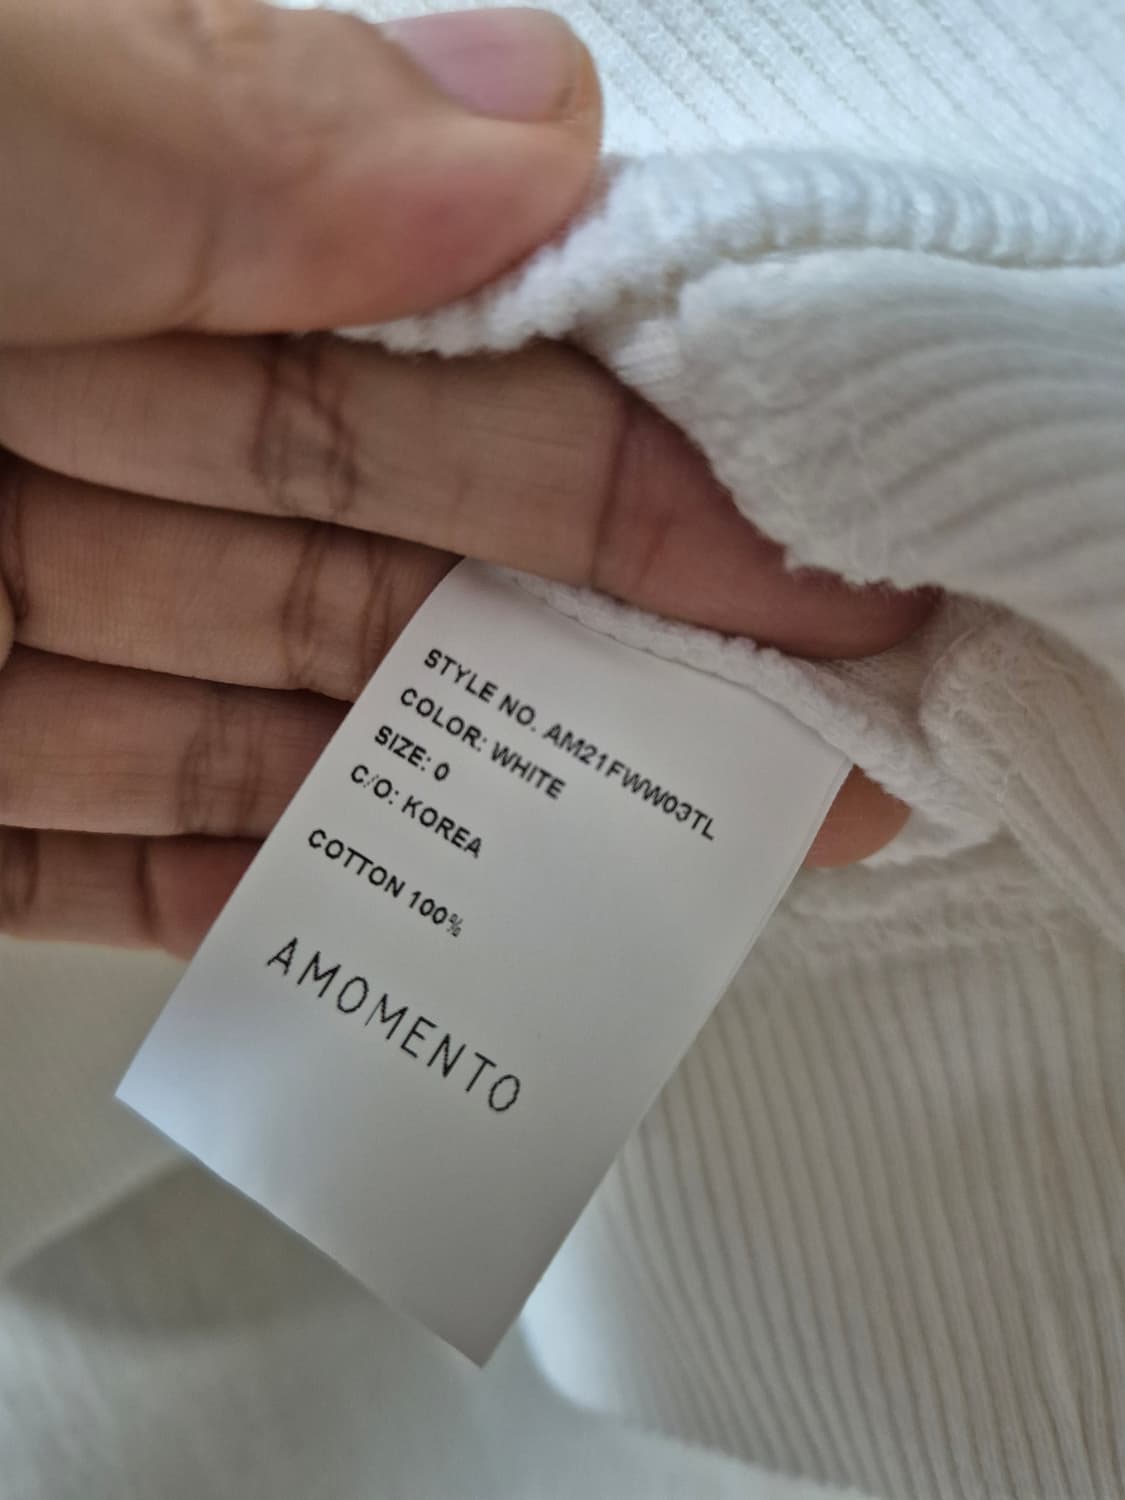 STYLE NO. AM21FWW03TL
COLOR: WHITE
SIZE: 0
C/O: KOREA
COTTON 100%
AMOMENTO